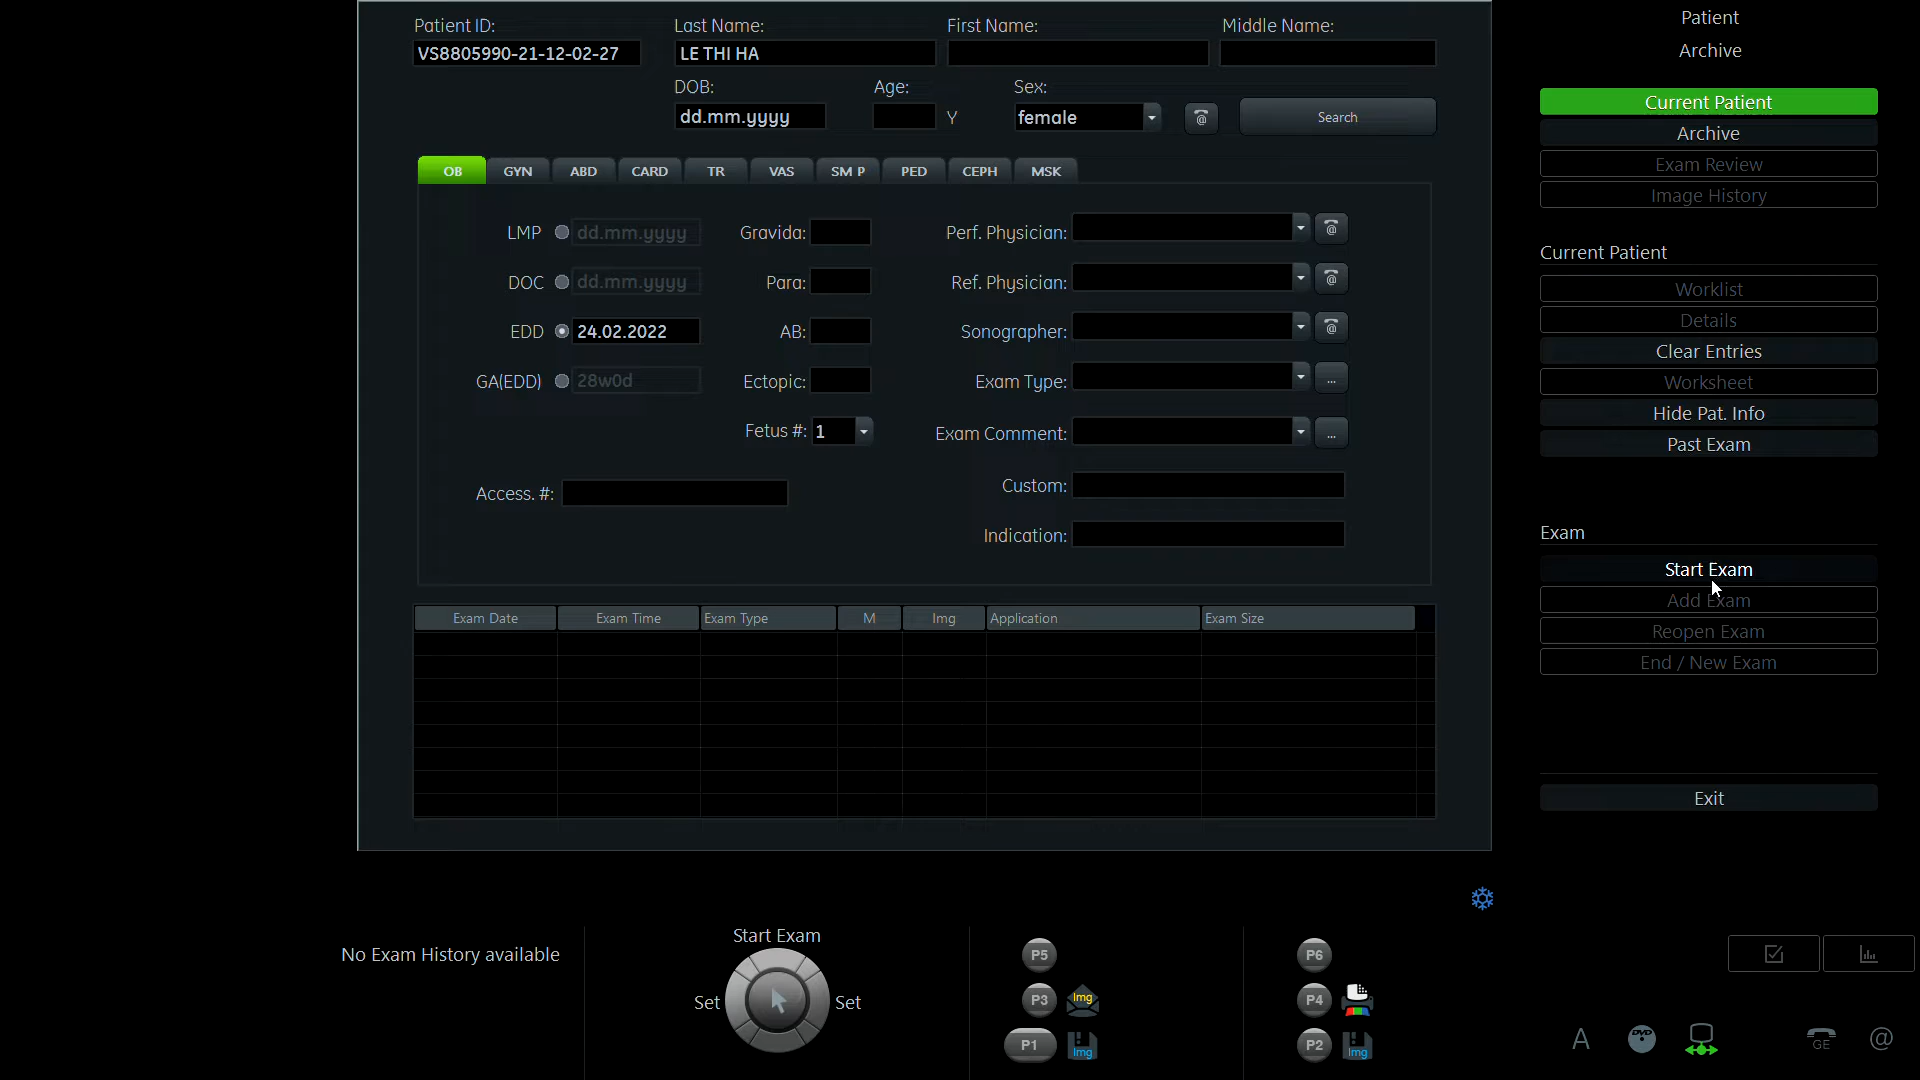 Patient ID: Last Name: First Name: Middle Name:
VS8805990-21-12-02-27 LE THI HA
DOB: Age: Sex:
dd.mm.yyyy Y female @ Search
OB GYN ABD CARD TR VAS SM P PED CEPH MSK
LMP dd.mm.yyyy Gravida: Perf. Physician: @
DOC dd.mm.yyyy Para: Ref. Physician: @
EDD 24.02.2022 AB: Sonographer: @
GA(EDD) 28w0d Ectopic: Exam Type: ...
Fetus #: 1 Exam Comment: ...
Access. #: Custom:
Indication:
Exam Date Exam Time Exam Type M Img Application Exam Size
Patient
Archive
Current Patient
Archive
Exam Review
Image History
Current Patient
Worklist
Details
Clear Entries
Worksheet
Hide Pat. Info
Past Exam
Exam
Start Exam
Add Exam
Reopen Exam
End / New Exam
Exit
No Exam History available
Start Exam
Set Set
P5 P6
P3 Img P4
P1 Img P2 Img
A DVD GE @